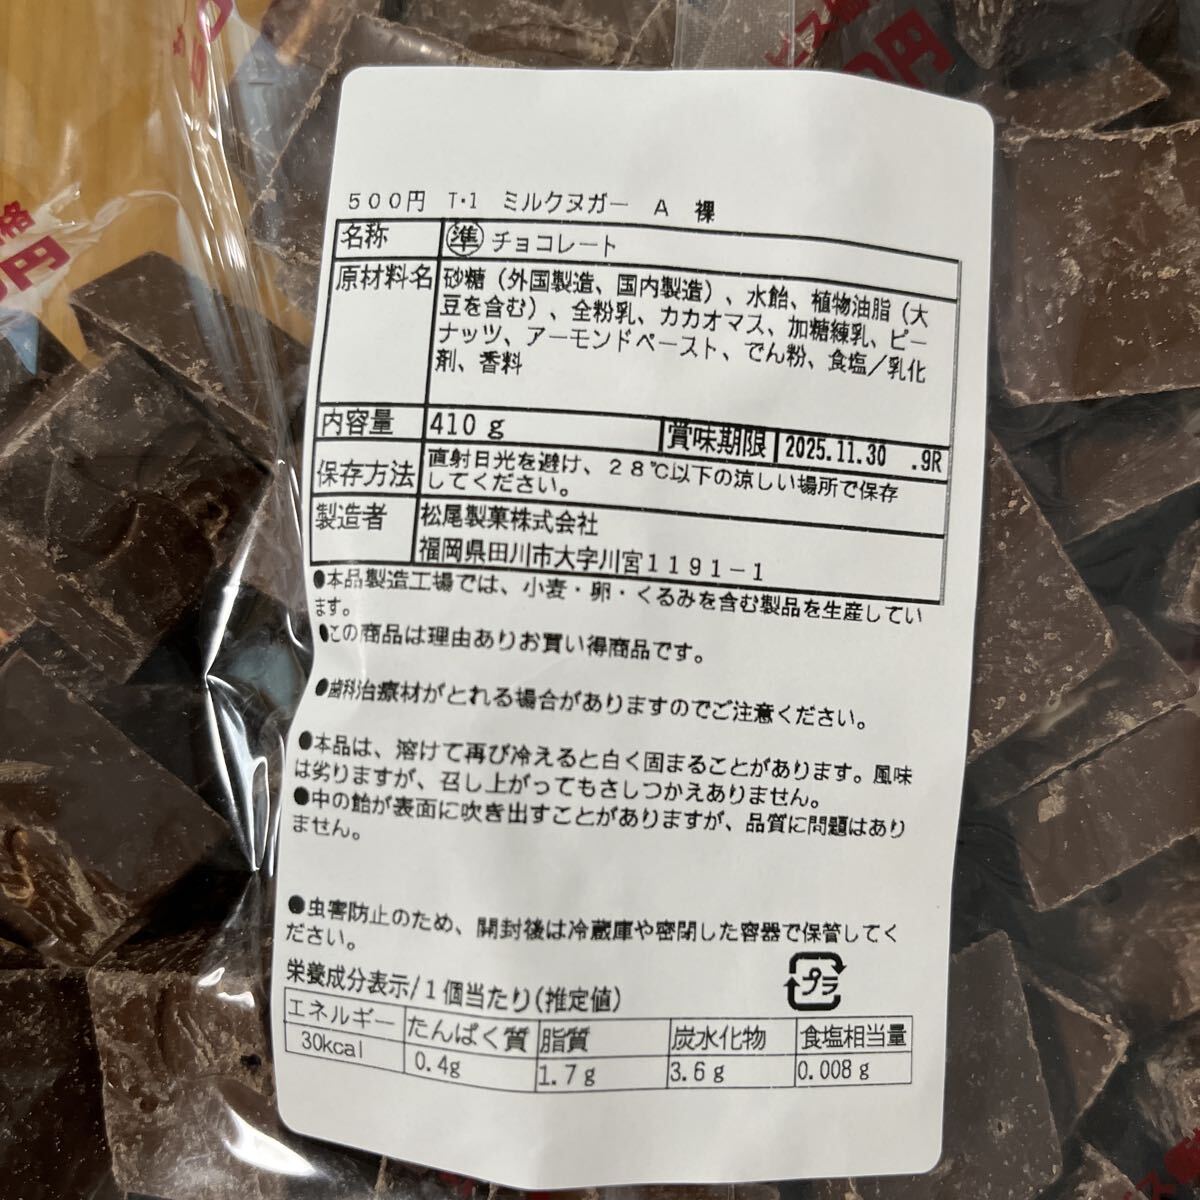 500円 T・1 ミルクヌガー A 裸
名称 ㊟準 チョコレート
原材料名 砂糖（外国製造、国内製造）、水飴、植物油脂（大
豆を含む）、全粉乳、カカオマス、加糖練乳、ピー
ナッツ、アーモンドペースト、でん粉、食塩／乳化
剤、香料
内容量 410g 賞味期限 2025.11.30 .9R
保存方法 直射日光を避け、28℃以下の涼しい場所で保存
してください。
製造者 松尾製菓株式会社
福岡県田川市大字川宮1191-1
●本品製造工場では、小麦・卵・くるみを含む製品を生産してい
ます。
●この商品は理由ありお買い得商品です。
●歯科治療材がとれる場合がありますのでご注意ください。
●本品は、溶けて再び冷えると白く固まることがあります。風味
は劣りますが、召し上がってもさしつかえありません。
●中の飴が表面に吹き出すことがありますが、品質に問題はあり
ません。
●虫害防止のため、開封後は冷蔵庫や密閉した容器で保管してく
ださい。
プラ
栄養成分表示/1個当たり(推定値)
エネルギー たんぱく質 脂質 炭水化物 食塩相当量
30kcal 0.4g 1.7g 3.6g 0.008g